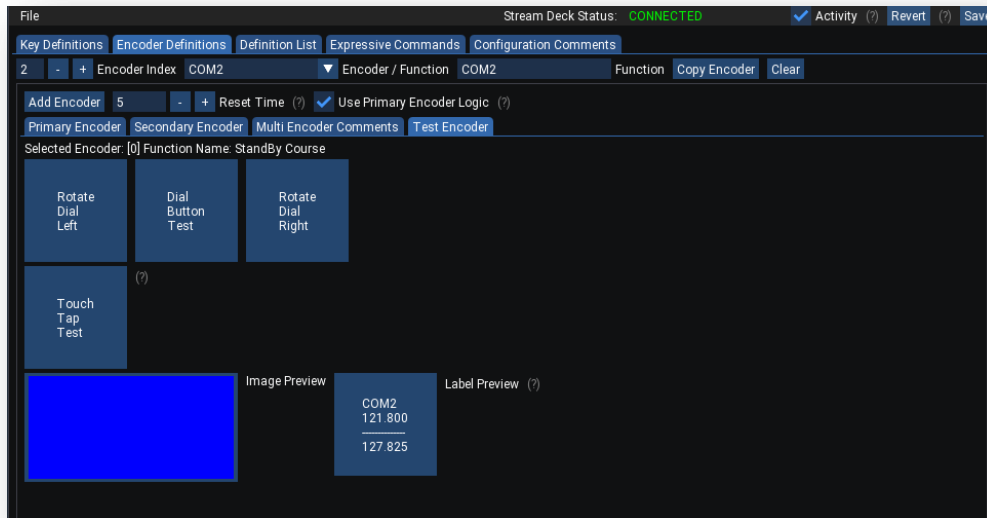 File Stream Deck Status: CONNECTED Activity (?) Revert (?) Save
Key Definitions Encoder Definitions Definition List Expressive Commands Configuration Comments
2 - + Encoder Index COM2 Encoder / Function COM2 Function Copy Encoder Clear
Add Encoder 5 - + Reset Time (?) Use Primary Encoder Logic (?)
Primary Encoder Secondary Encoder Multi Encoder Comments Test Encoder
Selected Encoder: [0] Function Name: StandBy Course
Rotate
Dial
Left
Dial
Button
Test
Rotate
Dial
Right
Touch
Tap
Test
(?)
Image Preview
COM2
121.800
----------
127.825
Label Preview (?)